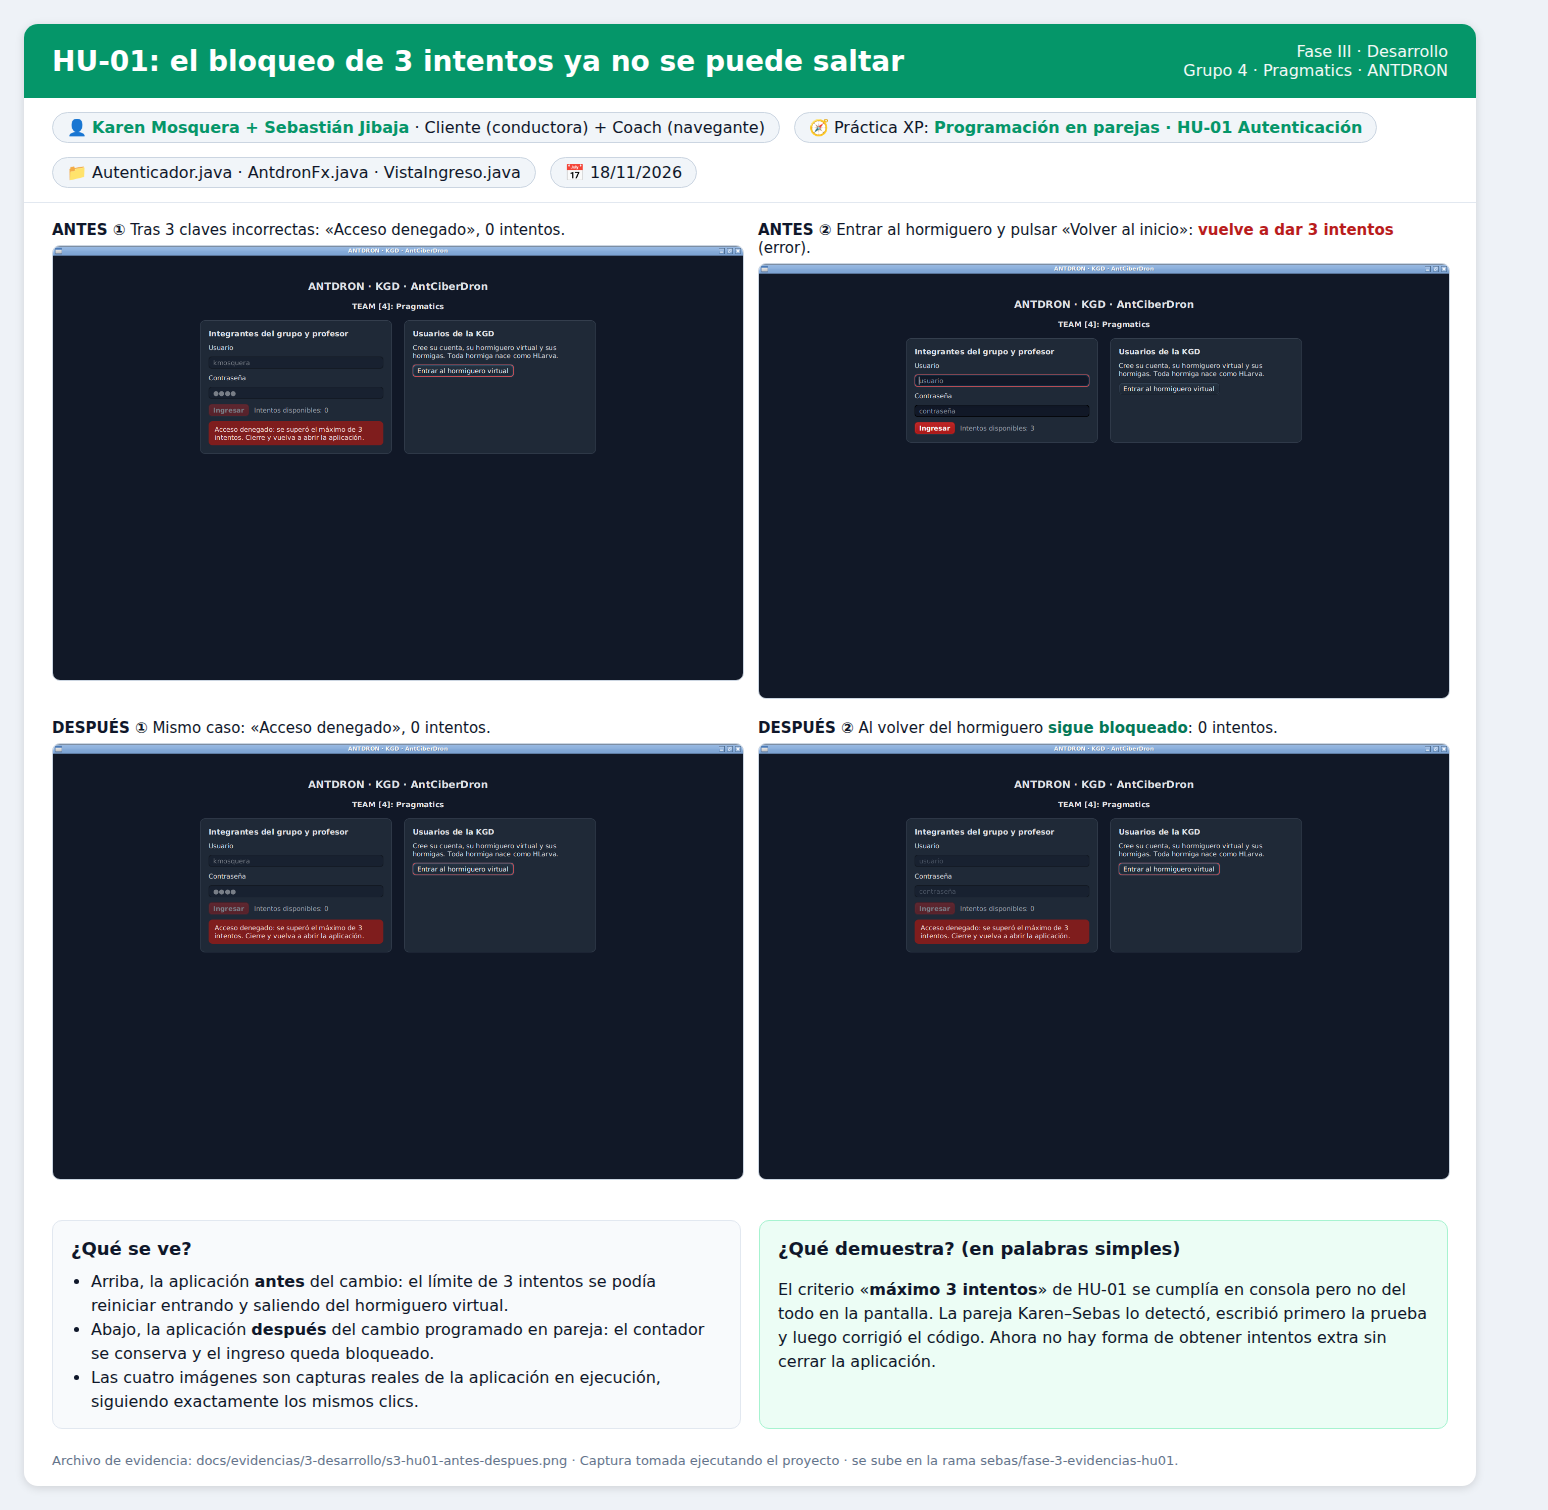 HU-01: el bloqueo de 3 intentos ya no se puede saltar
Fase III · Desarrollo
Grupo 4 · Pragmatics · ANTDRON
👤 Karen Mosquera + Sebastián Jibaja · Cliente (conductora) + Coach (navegante)
🧭 Práctica XP: Programación en parejas · HU-01 Autenticación
📁 Autenticador.java · AntdronFx.java · VistaIngreso.java
📅 18/11/2026
ANTES ① Tras 3 claves incorrectas: «Acceso denegado», 0 intentos.
ANTDRON · KGD · AntCiberDron
ANTDRON · KGD · AntCiberDron
TEAM [4]: Pragmatics
Integrantes del grupo y profesor
Usuario
kmosquera
Contraseña
●●●●
Ingresar Intentos disponibles: 0
Acceso denegado: se superó el máximo de 3
intentos. Cierre y vuelva a abrir la aplicación.
Usuarios de la KGD
Cree su cuenta, su hormiguero virtual y sus
hormigas. Toda hormiga nace como HLarva.
Entrar al hormiguero virtual
ANTES ② Entrar al hormiguero y pulsar «Volver al inicio»: vuelve a dar 3 intentos
(error).
ANTDRON · KGD · AntCiberDron
ANTDRON · KGD · AntCiberDron
TEAM [4]: Pragmatics
Integrantes del grupo y profesor
Usuario
usuario
Contraseña
contraseña
Ingresar Intentos disponibles: 3
Usuarios de la KGD
Cree su cuenta, su hormiguero virtual y sus
hormigas. Toda hormiga nace como HLarva.
Entrar al hormiguero virtual
DESPUÉS ① Mismo caso: «Acceso denegado», 0 intentos.
ANTDRON · KGD · AntCiberDron
ANTDRON · KGD · AntCiberDron
TEAM [4]: Pragmatics
Integrantes del grupo y profesor
Usuario
kmosquera
Contraseña
●●●●
Ingresar Intentos disponibles: 0
Acceso denegado: se superó el máximo de 3
intentos. Cierre y vuelva a abrir la aplicación.
Usuarios de la KGD
Cree su cuenta, su hormiguero virtual y sus
hormigas. Toda hormiga nace como HLarva.
Entrar al hormiguero virtual
DESPUÉS ② Al volver del hormiguero sigue bloqueado: 0 intentos.
ANTDRON · KGD · AntCiberDron
ANTDRON · KGD · AntCiberDron
TEAM [4]: Pragmatics
Integrantes del grupo y profesor
Usuario
usuario
Contraseña
contraseña
Ingresar Intentos disponibles: 0
Acceso denegado: se superó el máximo de 3
intentos. Cierre y vuelva a abrir la aplicación.
Usuarios de la KGD
Cree su cuenta, su hormiguero virtual y sus
hormigas. Toda hormiga nace como HLarva.
Entrar al hormiguero virtual
¿Qué se ve?
• Arriba, la aplicación antes del cambio: el límite de 3 intentos se podía
reiniciar entrando y saliendo del hormiguero virtual.
• Abajo, la aplicación después del cambio programado en pareja: el contador
se conserva y el ingreso queda bloqueado.
• Las cuatro imágenes son capturas reales de la aplicación en ejecución,
siguiendo exactamente los mismos clics.
¿Qué demuestra? (en palabras simples)
El criterio «máximo 3 intentos» de HU-01 se cumplía en consola pero no del
todo en la pantalla. La pareja Karen–Sebas lo detectó, escribió primero la prueba
y luego corrigió el código. Ahora no hay forma de obtener intentos extra sin
cerrar la aplicación.
Archivo de evidencia: docs/evidencias/3-desarrollo/s3-hu01-antes-despues.png · Captura tomada ejecutando el proyecto · se sube en la rama sebas/fase-3-evidencias-hu01.